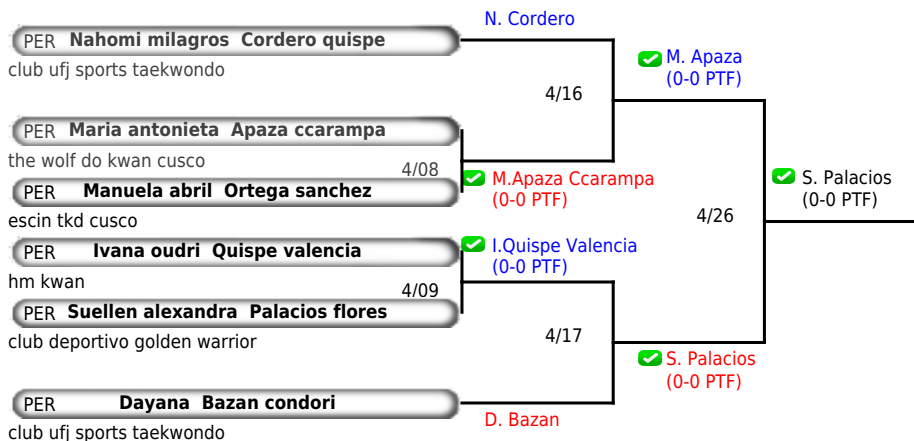 N. Cordero
PER Nahomi milagros Cordero quispe
club ufj sports taekwondo
M. Apaza
(0-0 PTF)
4/16
PER Maria antonieta Apaza ccarampa
the wolf do kwan cusco
4/08
M.Apaza Ccarampa
(0-0 PTF)
PER Manuela abril Ortega sanchez
escin tkd cusco
S. Palacios
(0-0 PTF)
4/26
PER Ivana oudri Quispe valencia
hm kwan
I.Quispe Valencia
(0-0 PTF)
4/09
PER Suellen alexandra Palacios flores
club deportivo golden warrior
4/17
S. Palacios
(0-0 PTF)
PER Dayana Bazan condori
club ufj sports taekwondo
D. Bazan